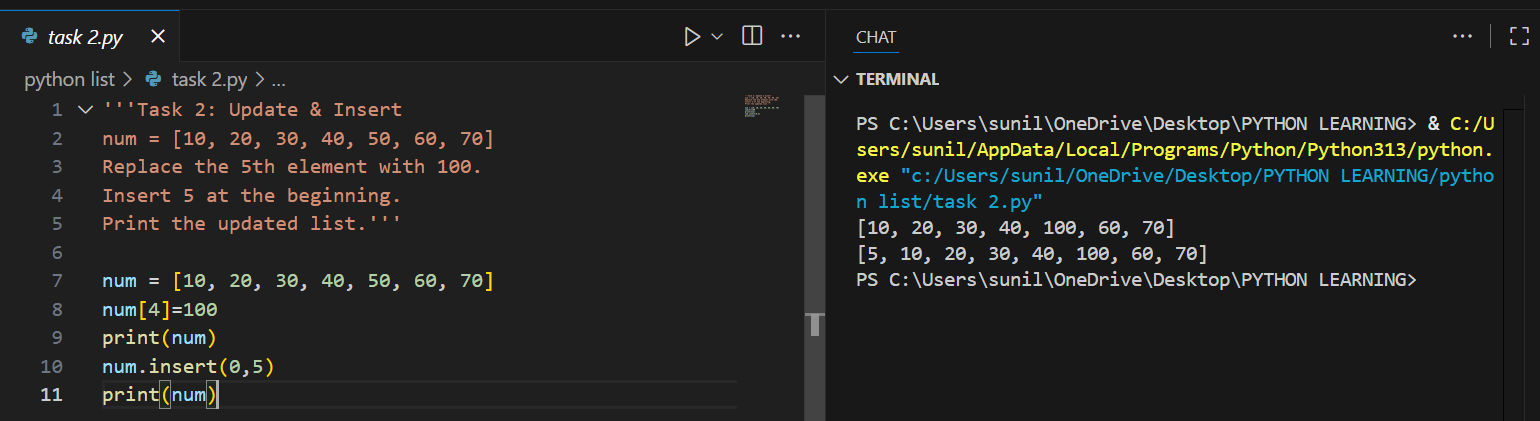 task 2.py
python list > task 2.py > ...
1 '''Task 2: Update & Insert
2 num = [10, 20, 30, 40, 50, 60, 70]
3 Replace the 5th element with 100.
4 Insert 5 at the beginning.
5 Print the updated list.'''
6
7 num = [10, 20, 30, 40, 50, 60, 70]
8 num[4]=100
9 print(num)
10 num.insert(0,5)
11 print(num)
CHAT
TERMINAL
PS C:\Users\sunil\OneDrive\Desktop\PYTHON LEARNING> & C:/U
sers/sunil/AppData/Local/Programs/Python/Python313/python.
exe "c:/Users/sunil/OneDrive/Desktop/PYTHON LEARNING/pytho
n list/task 2.py"
[10, 20, 30, 40, 100, 60, 70]
[5, 10, 20, 30, 40, 100, 60, 70]
PS C:\Users\sunil\OneDrive\Desktop\PYTHON LEARNING>